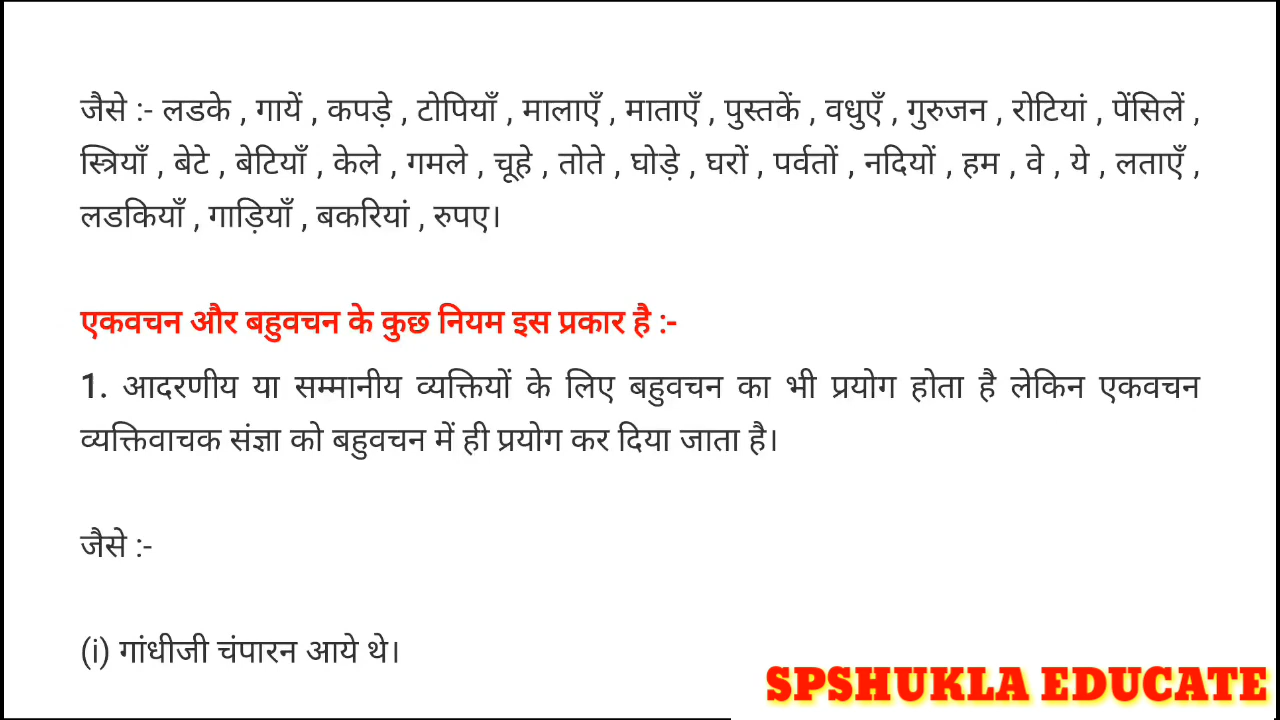 जैसे :- लडके , गायें , कपड़े , टोपियाँ , मालाएँ , माताएँ , पुस्तकें , वधुएँ , गुरुजन , रोटियां , पेंसिलें ,
स्त्रियाँ , बेटे , बेटियाँ , केले , गमले , चूहे , तोते , घोड़े , घरों , पर्वतों , नदियों , हम , वे , ये , लताएँ ,
लडकियाँ , गाड़ियाँ , बकरियां , रुपए।
एकवचन और बहुवचन के कुछ नियम इस प्रकार है :-
1. आदरणीय या सम्मानीय व्यक्तियों के लिए बहुवचन का भी प्रयोग होता है लेकिन एकवचन
व्यक्तिवाचक संज्ञा को बहुवचन में ही प्रयोग कर दिया जाता है।
जैसे :-
(i) गांधीजी चंपारन आये थे।
SPSHUKLA EDUCATE